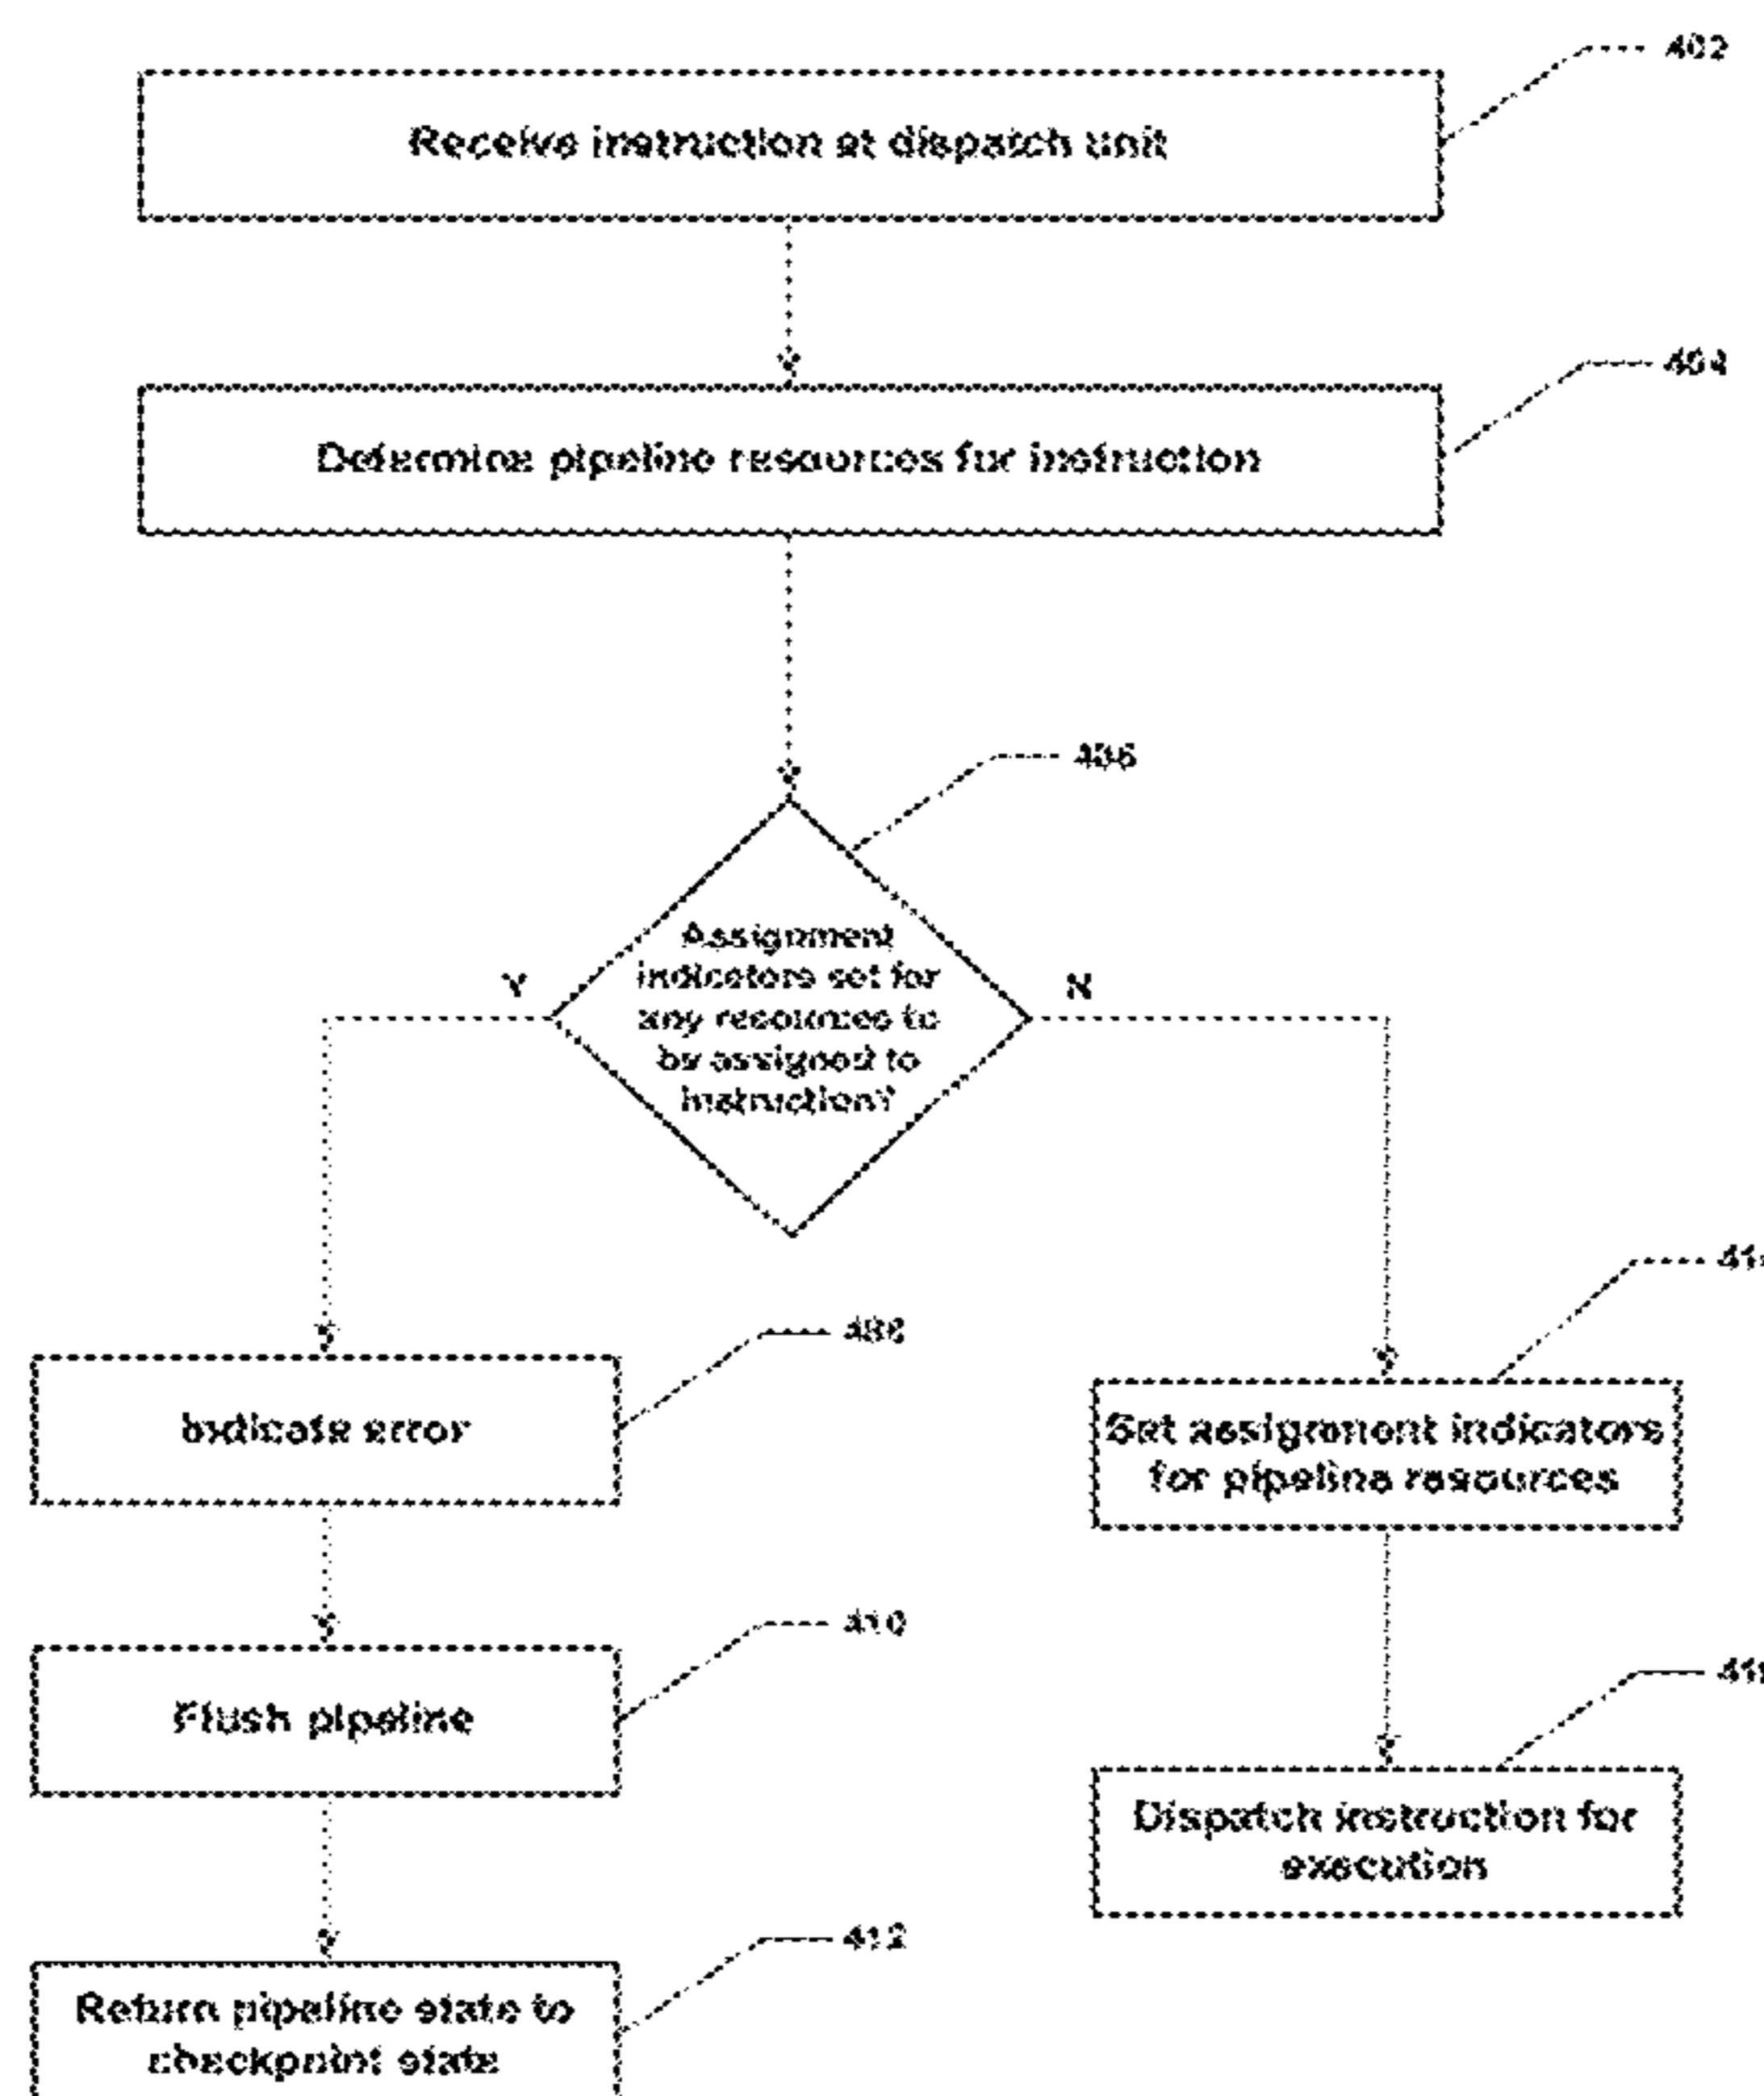 402
Receive instruction at dispatch unit
404
Determine pipeline resources for instruction
406
Assignment
indicators set for
any resources to
be assigned to
instruction?
Y
N
408
Indicate error
Set assignment indicators
for pipeline resources
410
Flush pipeline
Dispatch instruction for
execution
412
Return pipeline state to
checkpoint state